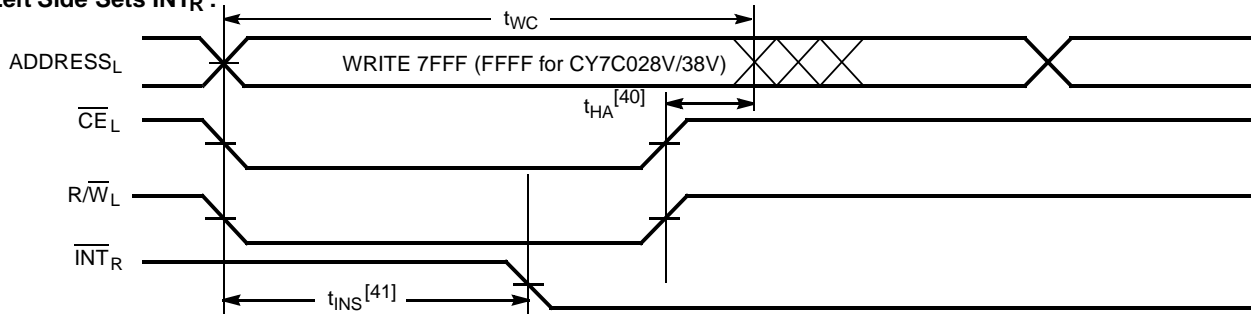 Left Side Sets INTR :
tWC
ADDRESSL
WRITE 7FFF (FFFF for CY7C028V/38V)
tHA[40]
CEL
R/WL
INTR
tINS[41]